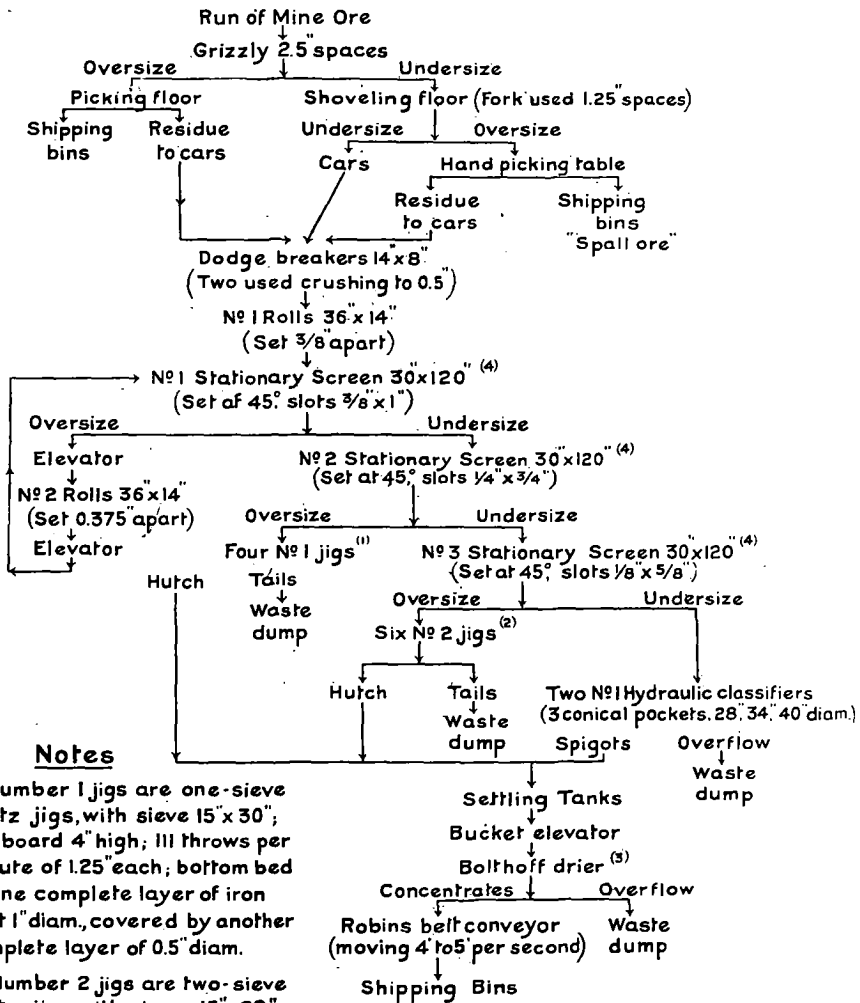 Run of Mine Ore
Grizzly 2.5" spaces
Oversize Undersize
Picking floor Shoveling floor (Fork used 1.25" spaces)
Shipping bins Residue to cars Undersize Oversize
Cars Hand picking table
Residue to cars Shipping bins
"Spall ore"
Dodge breakers 14"x8"
(Two used crushing to 0.5")
Nº 1 Rolls 36"x14"
(Set 3/8" apart)
Nº 1 Stationary Screen 30"x120" (4)
(Set at 45°, slots 3/8"x1")
Oversize Undersize
Elevator Nº 2 Stationary Screen 30"x120" (4)
Nº 2 Rolls 36"x14" (Set at 45°, slots 1/4"x3/4")
(Set 0.375" apart)
Elevator
Oversize Undersize
Four Nº 1 jigs (1) Nº 3 Stationary Screen 30"x120" (4)
(Set at 45°, slots 1/8"x5/8")
Hutch Tails
Waste
dump
Oversize Undersize
Six Nº 2 jigs (2)
Hutch Tails
Waste
dump
Two Nº 1 Hydraulic classifiers
(3 conical pockets, 28", 34", 40" diam.)
Spigots Overflow
Waste
dump
Settling Tanks
Bucket elevator
Bolthoff drier (3)
Concentrates Overflow
Robins belt conveyor Waste
(moving 4' to 5' per second) dump
Shipping Bins
Notes
umber 1 jigs are one-sieve
tz jigs, with sieve 15"x 30";
board 4" high; 111 throws per
ute of 1.25" each; bottom bed
ne complete layer of iron
t 1" diam., covered by another
plete layer of 0.5" diam.
umber 2 jigs are two-sieve